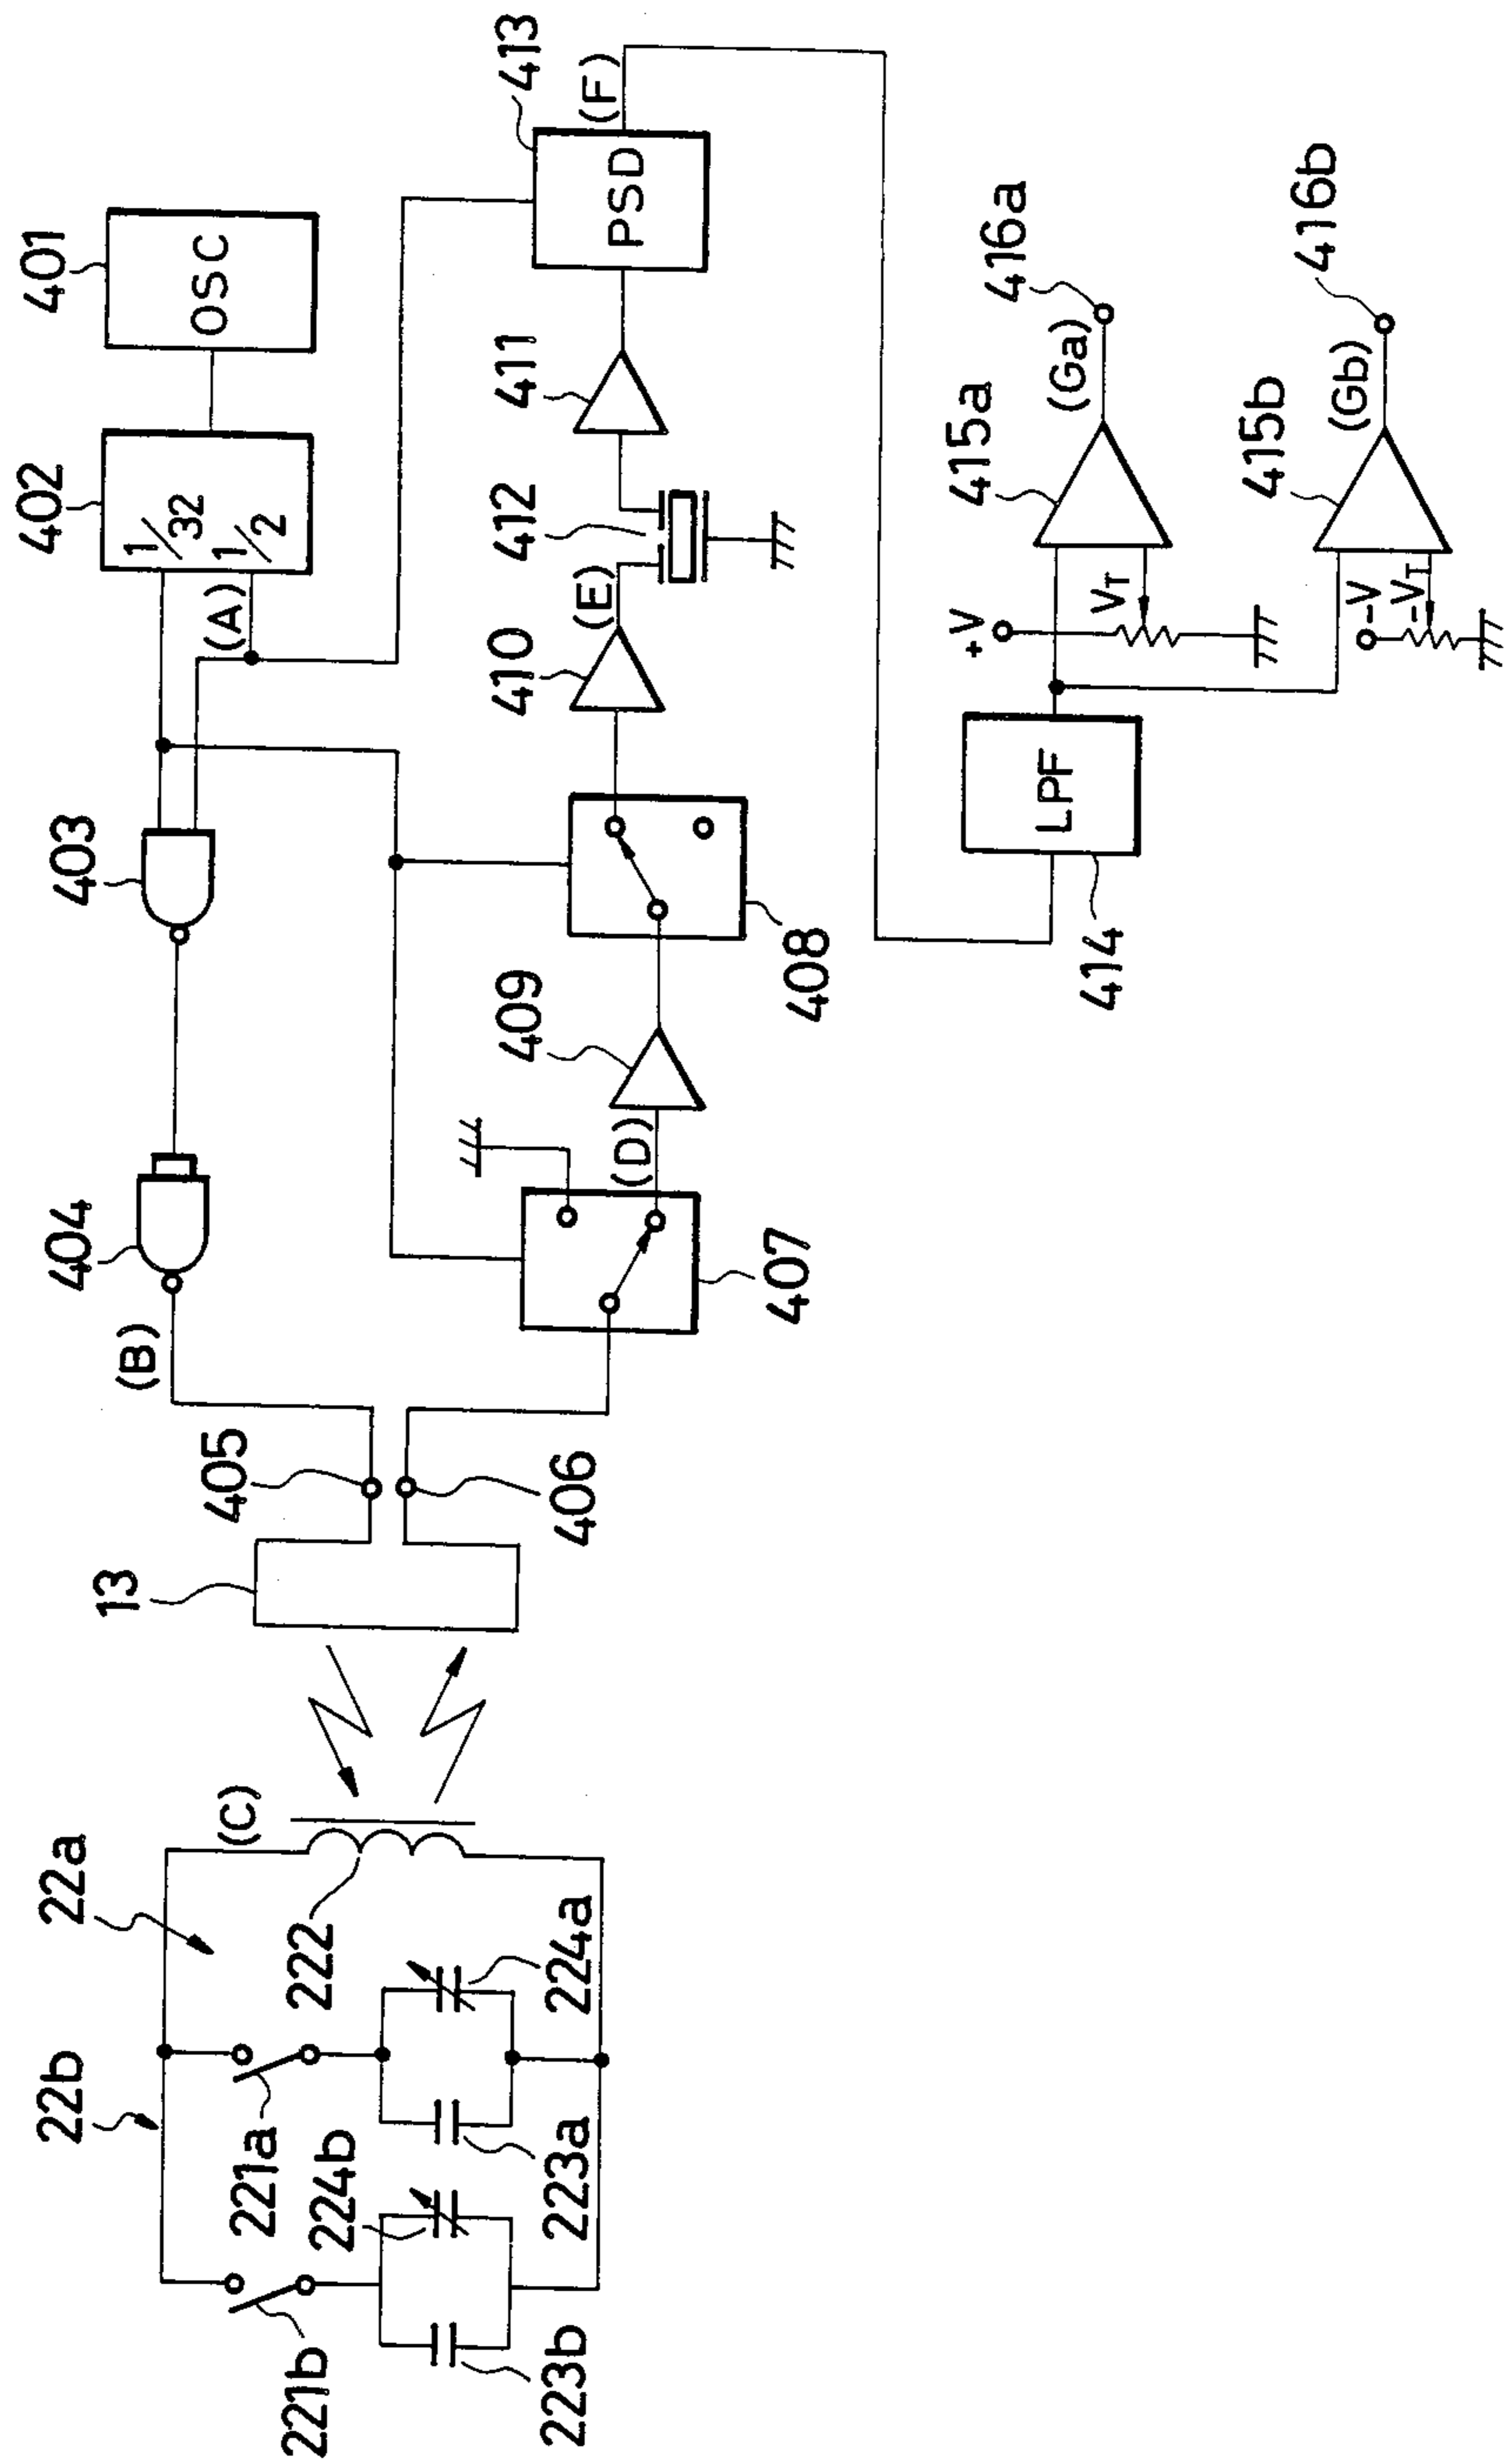 22b
22a
(C)
221b
221a
222
224b
224a
223b
223a
13
405
406
(B)
404
403
402
1/32
1/2
(A)
401
OSC
407
(D)
409
408
410
(E)
412
411
413
PSD
(F)
414
LPF
+V
VT
415a
(Ga)
416a
-V
-VT
415b
(Gb)
416b